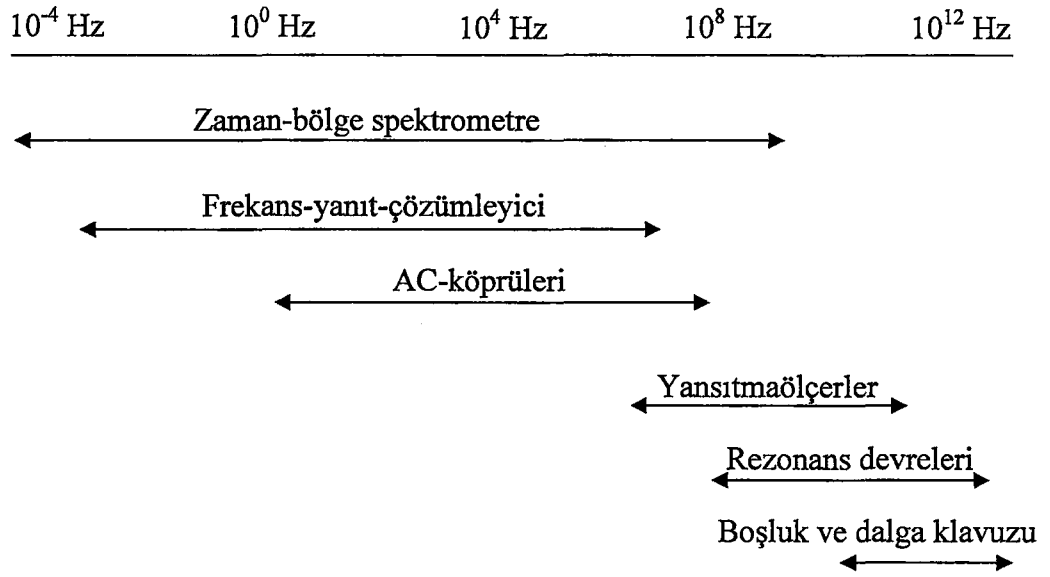 10⁻⁴ Hz 10⁰ Hz 10⁴ Hz 10⁸ Hz 10¹² Hz
Zaman-bölge spektrometre
Frekans-yanıt-çözümleyici
AC-köprüleri
Yansıtmaölçerler
Rezonans devreleri
Boşluk ve dalga klavuzu